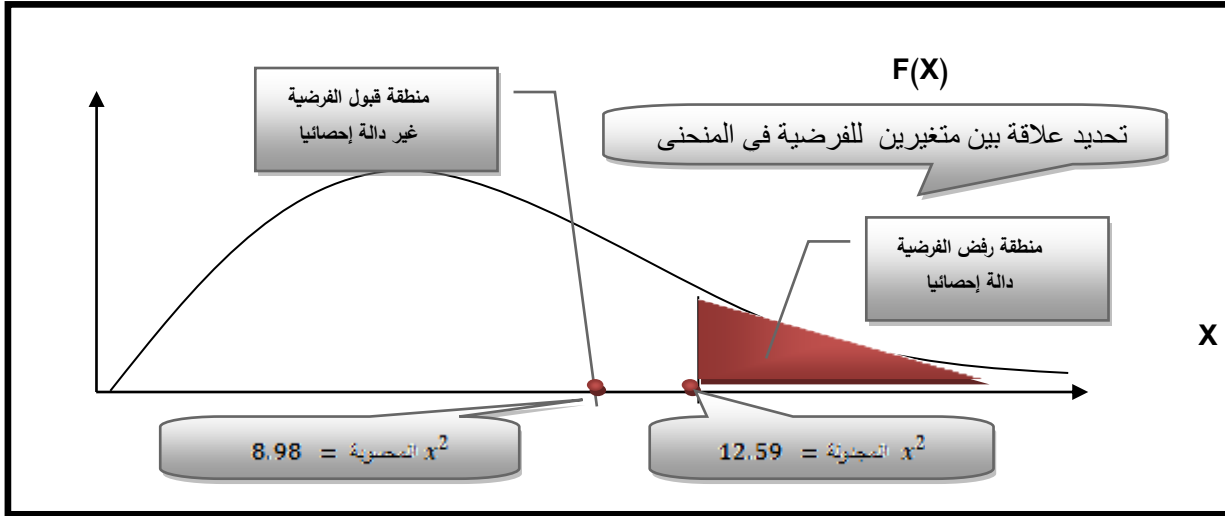 F(X)
تحديد علاقة بين متغيرين للفرضية في المنحنى
منطقة قبول الفرضية
غير دالة إحصائيا
منطقة رفض الفرضية
دالة إحصائيا
X
x² المحسوبة = 8.98
x² المجدولة = 12.59